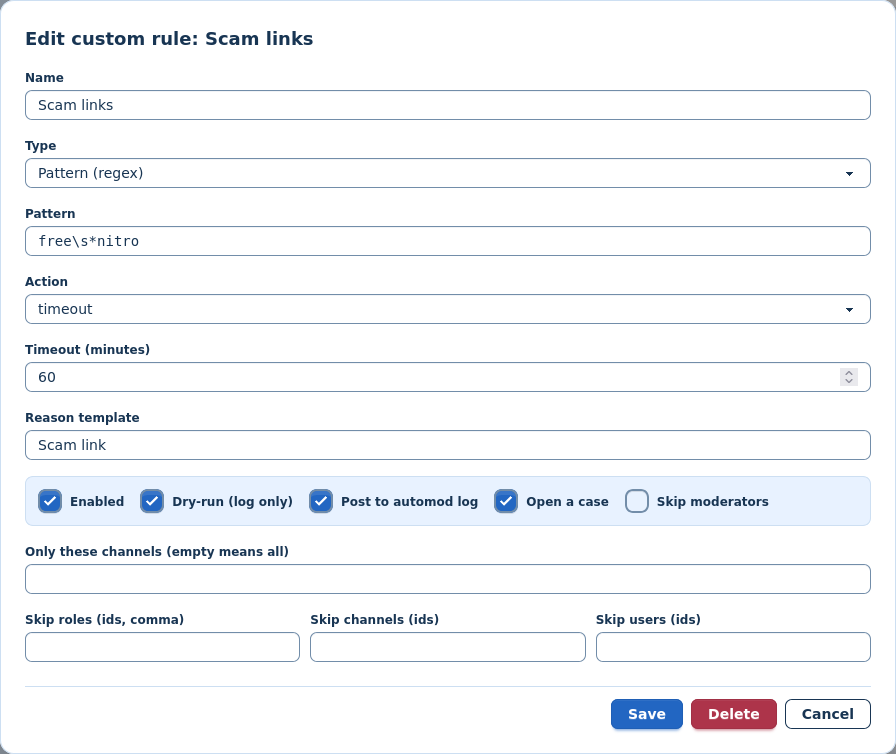 Edit custom rule: Scam links
Name
Scam links
Type
Pattern (regex)
Pattern
free\s*nitro
Action
timeout
Timeout (minutes)
60
Reason template
Scam link
Enabled Dry-run (log only) Post to automod log Open a case Skip moderators
Only these channels (empty means all)
Skip roles (ids, comma) Skip channels (ids) Skip users (ids)
Save Delete Cancel